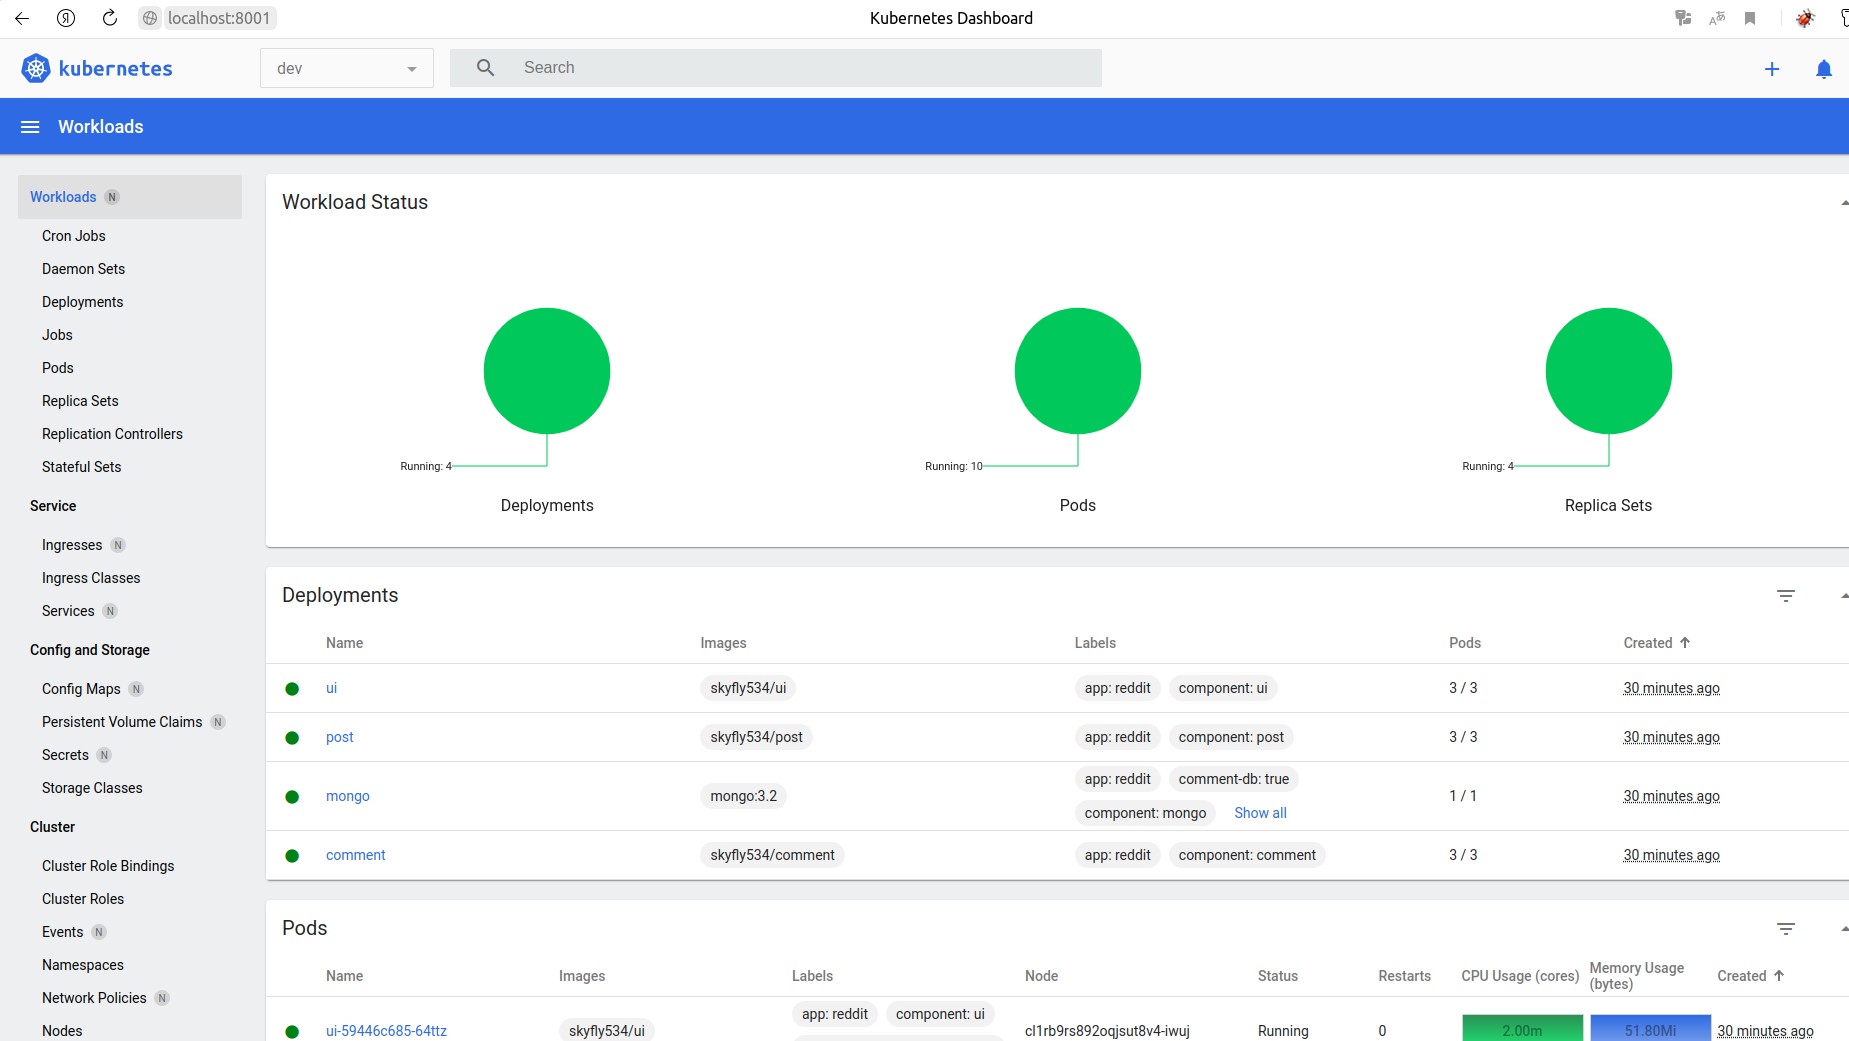 localhost:8001 Kubernetes Dashboard
kubernetes dev Search
Workloads
Workloads N
Cron Jobs
Daemon Sets
Deployments
Jobs
Pods
Replica Sets
Replication Controllers
Stateful Sets
Service
Ingresses N
Ingress Classes
Services N
Config and Storage
Config Maps N
Persistent Volume Claims N
Secrets N
Storage Classes
Cluster
Cluster Role Bindings
Cluster Roles
Events N
Namespaces
Network Policies N
Nodes
Workload Status
Running: 4 Running: 10 Running: 4
Deployments Pods Replica Sets
Deployments
Name Images Labels Pods Created
ui skyfly534/ui app: reddit component: ui 3 / 3 30 minutes ago
post skyfly534/post app: reddit component: post 3 / 3 30 minutes ago
mongo mongo:3.2 app: reddit comment-db: true 1 / 1 30 minutes ago
component: mongo Show all
comment skyfly534/comment app: reddit component: comment 3 / 3 30 minutes ago
Pods
Name Images Labels Node Status Restarts CPU Usage (cores) Memory Usage (bytes) Created
ui-59446c685-64ttz skyfly534/ui app: reddit component: ui cl1rb9rs892oqjsut8v4-iwuj Running 0 2.00m 51.80Mi 30 minutes ago